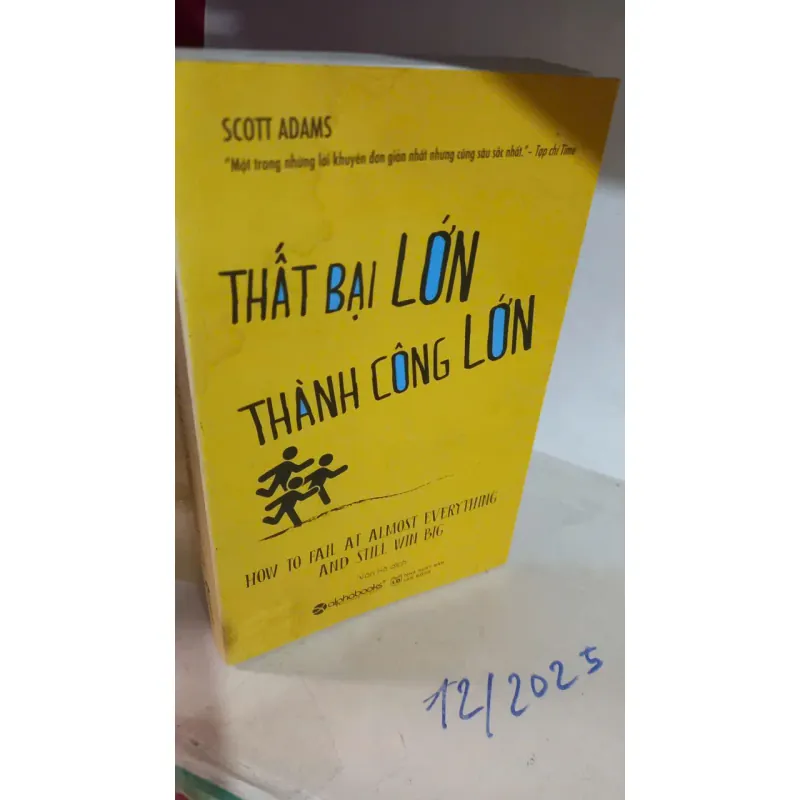 SCOTT ADAMS
"Một trong những lời khuyên đơn giản nhất nhưng cũng sâu sắc nhất." - Tạp chí Time
THẤT BẠI LỚN
THÀNH CÔNG LỚN
HOW TO FAIL AT ALMOST EVERYTHING
AND STILL WIN BIG
dịch
alphabooks
12/2025